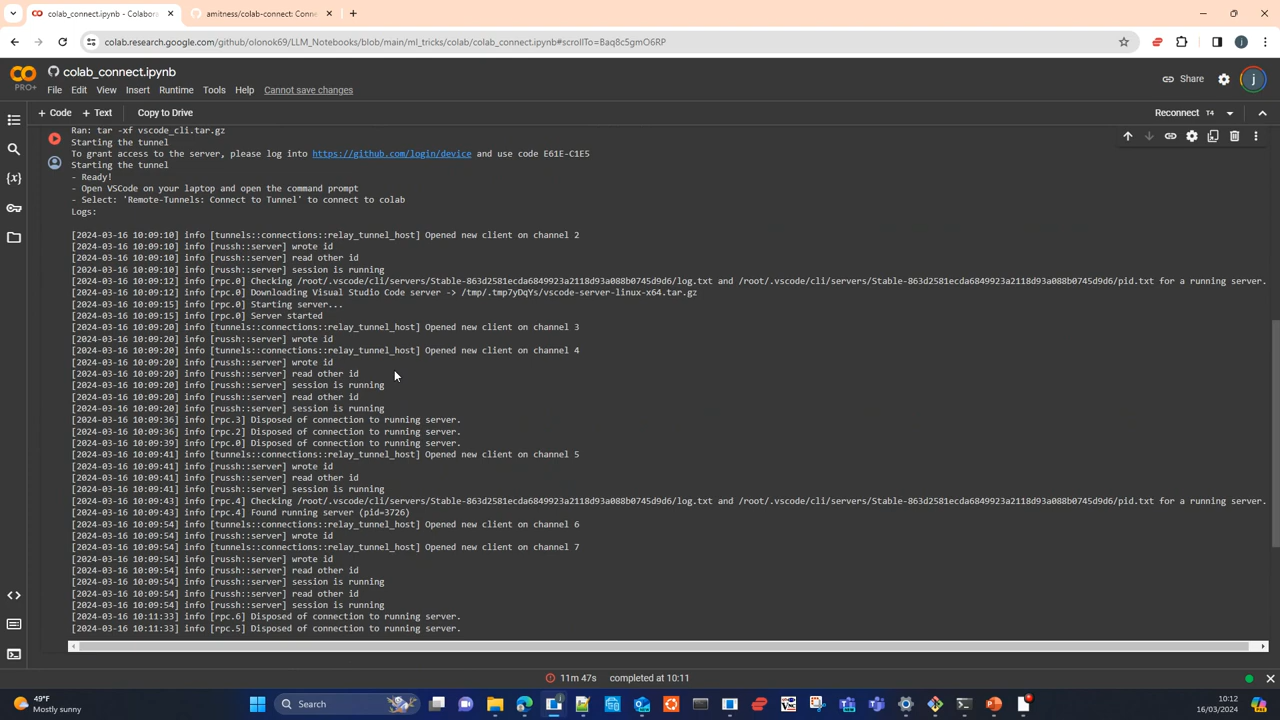 colab_connect.ipynb - Colabora
amitness/colab-connect: Conne
colab.research.google.com/github/olonok69/LLM_Notebooks/blob/main/ml_tricks/colab/colab_connect.ipynb#scrollTo=Baq8c5gmO6RP
j
PRO+
colab_connect.ipynb
Share
j
File Edit View Insert Runtime Tools Help Cannot save changes
+ Code + Text Copy to Drive
Reconnect T4
Ran: tar -xf vscode_cli.tar.gz
Starting the tunnel
To grant access to the server, please log into https://github.com/login/device and use code E61E-C1E5
Starting the tunnel
- Ready!
- Open VSCode on your laptop and open the command prompt
- Select: 'Remote-Tunnels: Connect to Tunnel' to connect to colab
Logs:
[2024-03-16 10:09:10] info [tunnels::connections::relay_tunnel_host] Opened new client on channel 2
[2024-03-16 10:09:10] info [russh::server] wrote id
[2024-03-16 10:09:10] info [russh::server] read other id
[2024-03-16 10:09:10] info [russh::server] session is running
[2024-03-16 10:09:12] info [rpc.0] Checking /root/.vscode/cli/servers/Stable-863d2581ecda6849923a2118d93a088b0745d9d6/log.txt and /root/.vscode/cli/servers/Stable-863d2581ecda6849923a2118d93a088b0745d9d6/pid.txt for a running server.
[2024-03-16 10:09:12] info [rpc.0] Downloading Visual Studio Code server -> /tmp/.tmp7yDqYs/vscode-server-linux-x64.tar.gz
[2024-03-16 10:09:15] info [rpc.0] Starting server...
[2024-03-16 10:09:15] info [rpc.0] Server started
[2024-03-16 10:09:20] info [tunnels::connections::relay_tunnel_host] Opened new client on channel 3
[2024-03-16 10:09:20] info [russh::server] wrote id
[2024-03-16 10:09:20] info [tunnels::connections::relay_tunnel_host] Opened new client on channel 4
[2024-03-16 10:09:20] info [russh::server] wrote id
[2024-03-16 10:09:20] info [russh::server] read other id
[2024-03-16 10:09:20] info [russh::server] session is running
[2024-03-16 10:09:20] info [russh::server] read other id
[2024-03-16 10:09:20] info [russh::server] session is running
[2024-03-16 10:09:36] info [rpc.3] Disposed of connection to running server.
[2024-03-16 10:09:36] info [rpc.2] Disposed of connection to running server.
[2024-03-16 10:09:39] info [rpc.0] Disposed of connection to running server.
[2024-03-16 10:09:41] info [tunnels::connections::relay_tunnel_host] Opened new client on channel 5
[2024-03-16 10:09:41] info [russh::server] wrote id
[2024-03-16 10:09:41] info [russh::server] read other id
[2024-03-16 10:09:41] info [russh::server] session is running
[2024-03-16 10:09:43] info [rpc.4] Checking /root/.vscode/cli/servers/Stable-863d2581ecda6849923a2118d93a088b0745d9d6/log.txt and /root/.vscode/cli/servers/Stable-863d2581ecda6849923a2118d93a088b0745d9d6/pid.txt for a running server.
[2024-03-16 10:09:43] info [rpc.4] Found running server (pid=3726)
[2024-03-16 10:09:54] info [tunnels::connections::relay_tunnel_host] Opened new client on channel 6
[2024-03-16 10:09:54] info [russh::server] wrote id
[2024-03-16 10:09:54] info [tunnels::connections::relay_tunnel_host] Opened new client on channel 7
[2024-03-16 10:09:54] info [russh::server] wrote id
[2024-03-16 10:09:54] info [russh::server] read other id
[2024-03-16 10:09:54] info [russh::server] session is running
[2024-03-16 10:09:54] info [russh::server] read other id
[2024-03-16 10:09:54] info [russh::server] session is running
[2024-03-16 10:11:33] info [rpc.6] Disposed of connection to running server.
[2024-03-16 10:11:33] info [rpc.5] Disposed of connection to running server.
11m 47s completed at 10:11
49°F
Mostly sunny
Search
10:12
16/03/2024